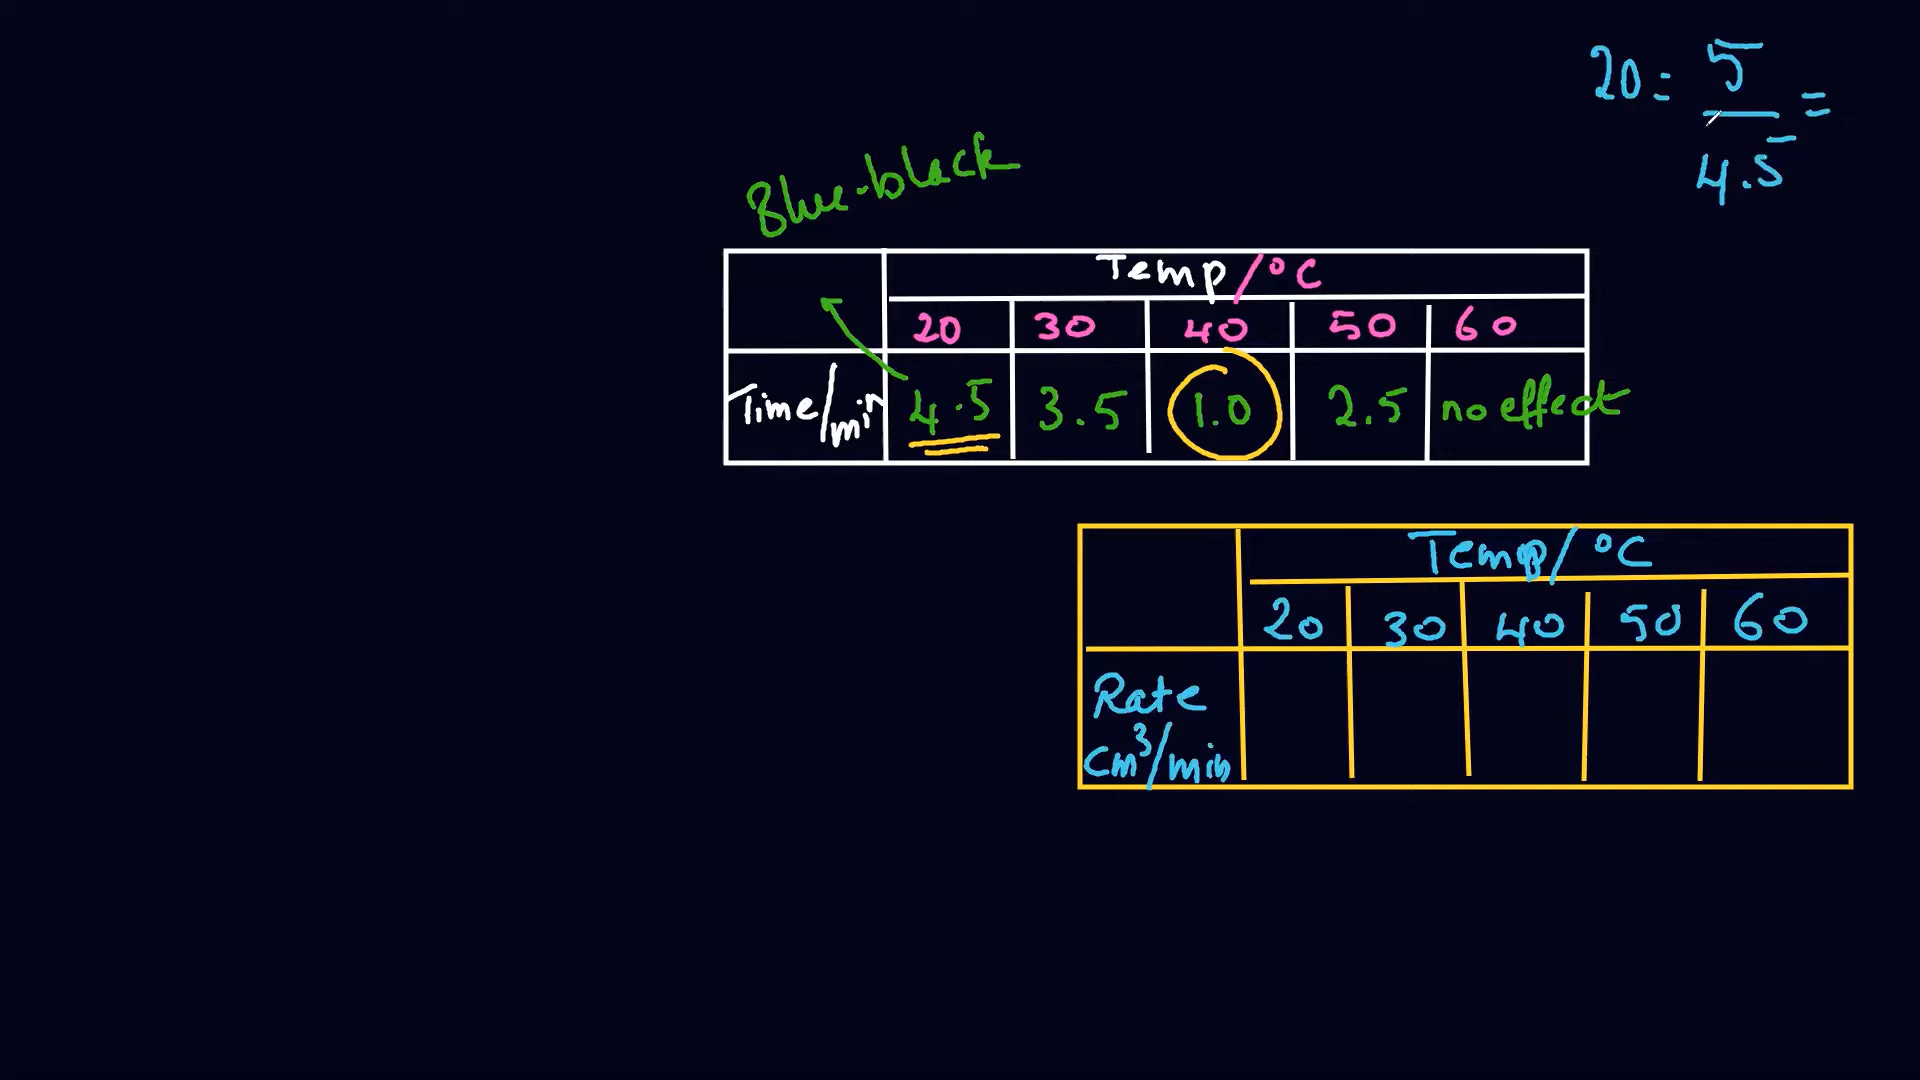 20 = 5 / 4.5 =
Blue-black
Temp/°C
20 30 40 50 60
Time/min 4.5 3.5 1.0 2.5 no effect
Temp/°C
20 30 40 50 60
Rate
cm³/min